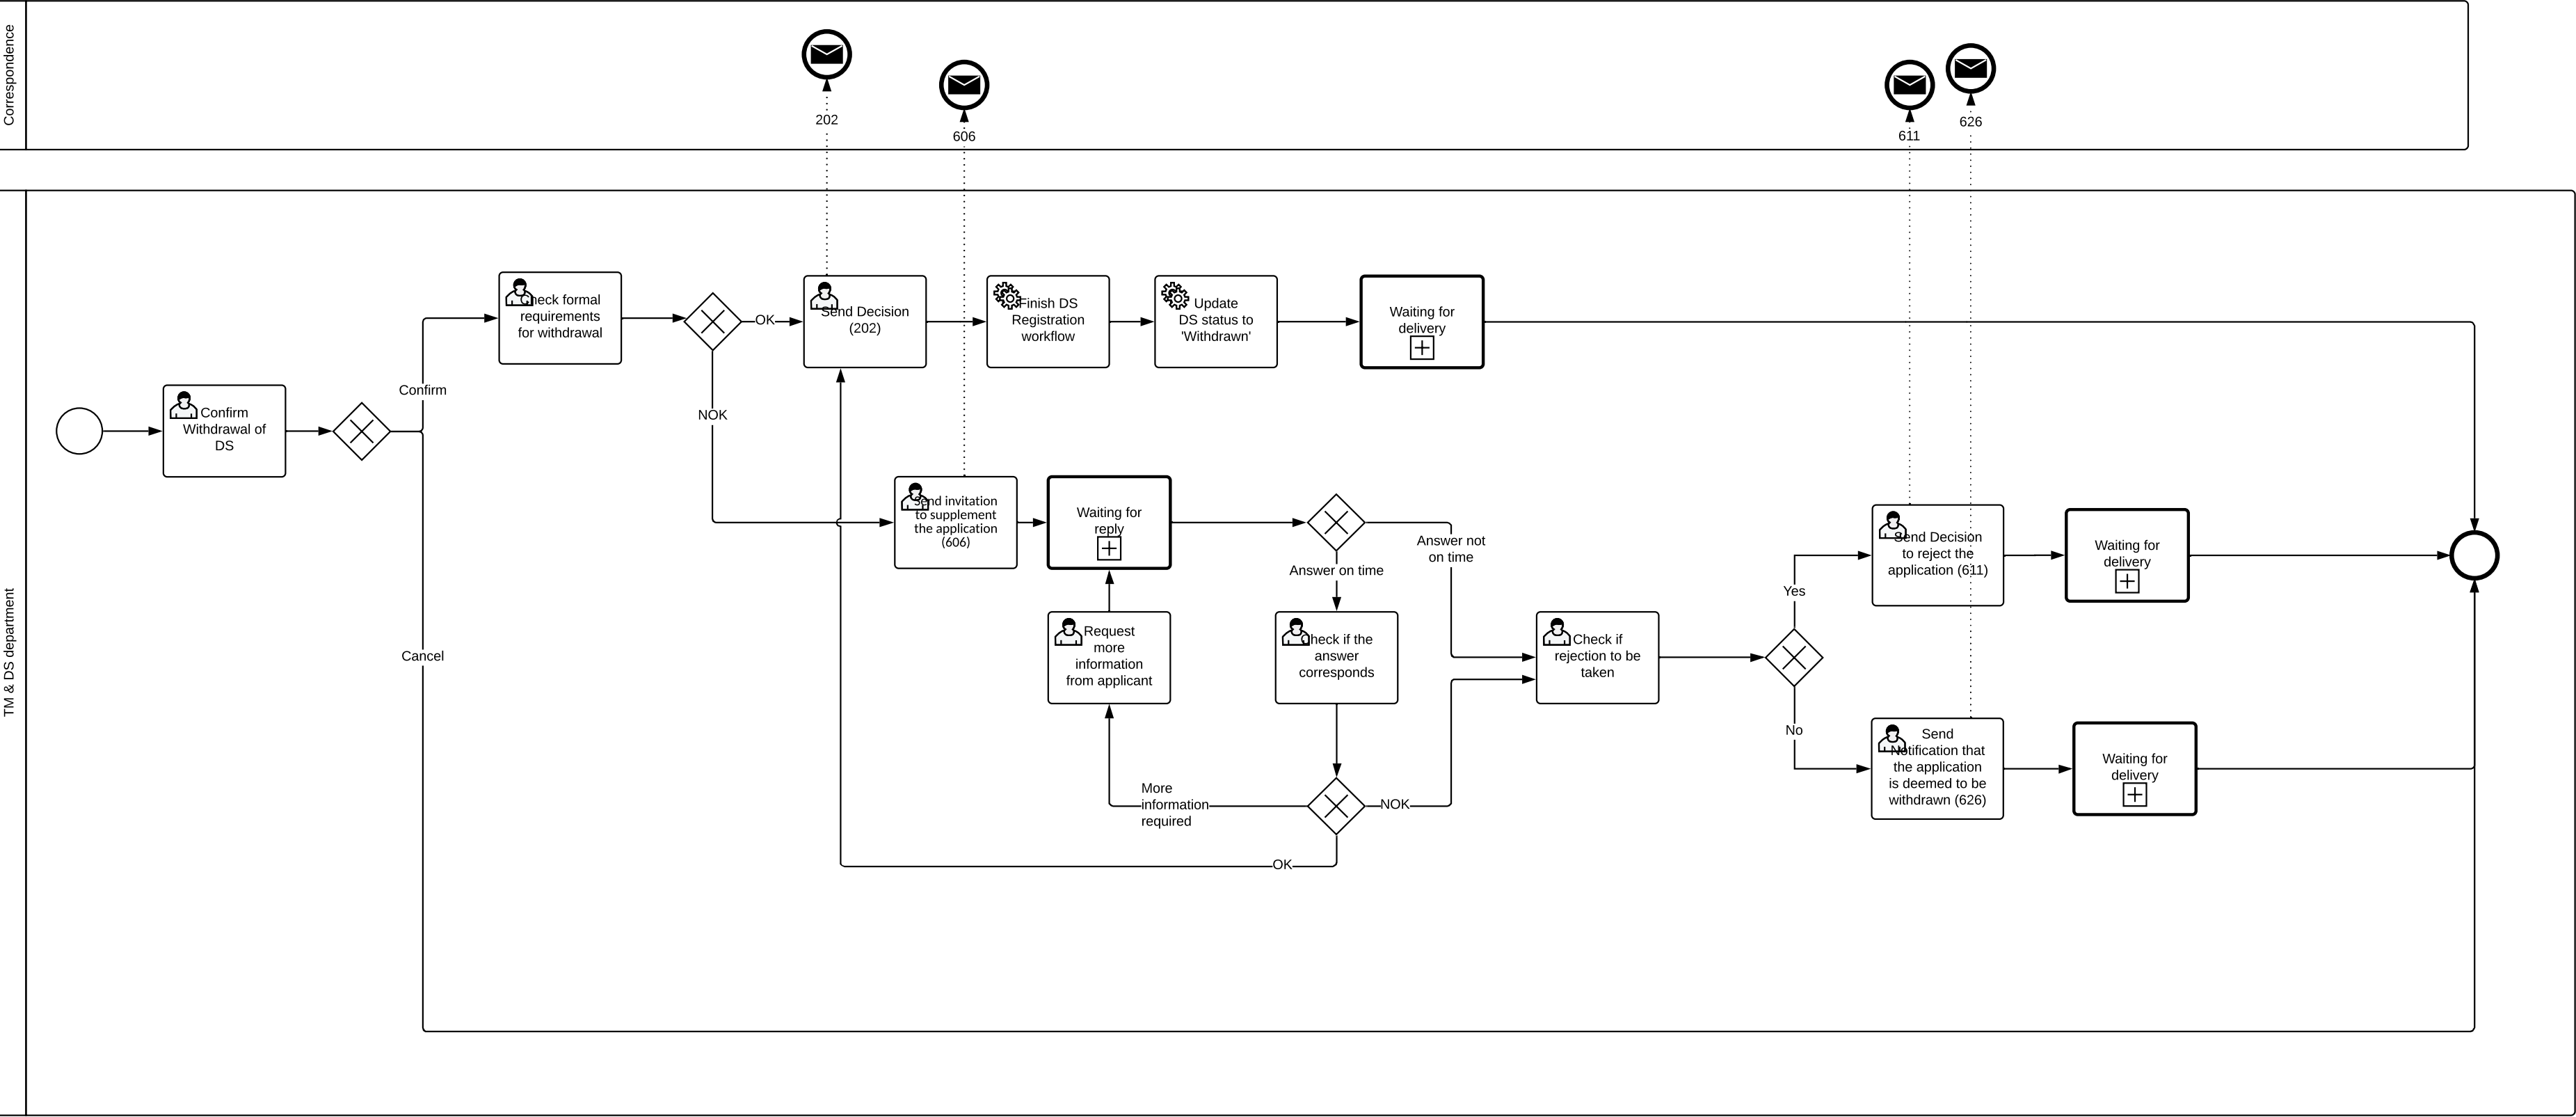 Correspondence
202
606
611
626
TM & DS department
Confirm
Withdrawal of
DS
Confirm
Cancel
Check formal
requirements
for withdrawal
OK
NOK
Send Decision
(202)
Finish DS
Registration
workflow
Update
DS status to
'Withdrawn'
Waiting for
delivery
Send invitation
to supplement
the application
(606)
Waiting for
reply
Answer not
on time
Answer on time
Request
more
information
from applicant
Check if the
answer
corresponds
More
information
required
NOK
OK
Check if
rejection to be
taken
Yes
No
Send Decision
to reject the
application (611)
Waiting for
delivery
Send
Notification that
the application
is deemed to be
withdrawn (626)
Waiting for
delivery